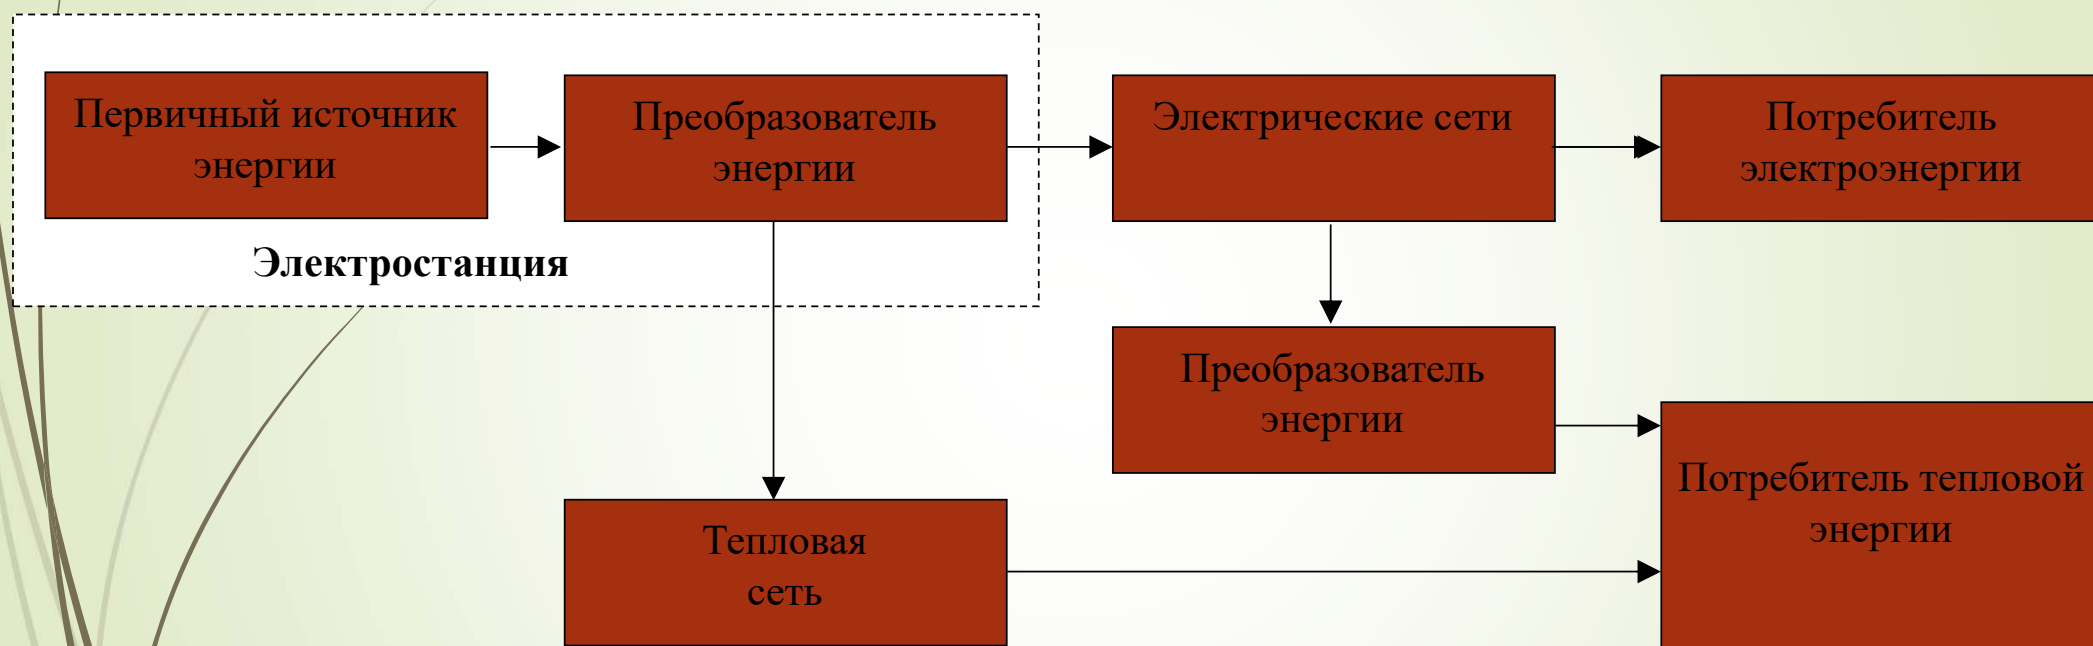 Первичный источник
энергии
Преобразователь
энергии
Электрические сети
Потребитель
электроэнергии
Электростанция
Преобразователь
энергии
Потребитель тепловой
энергии
Тепловая
сеть